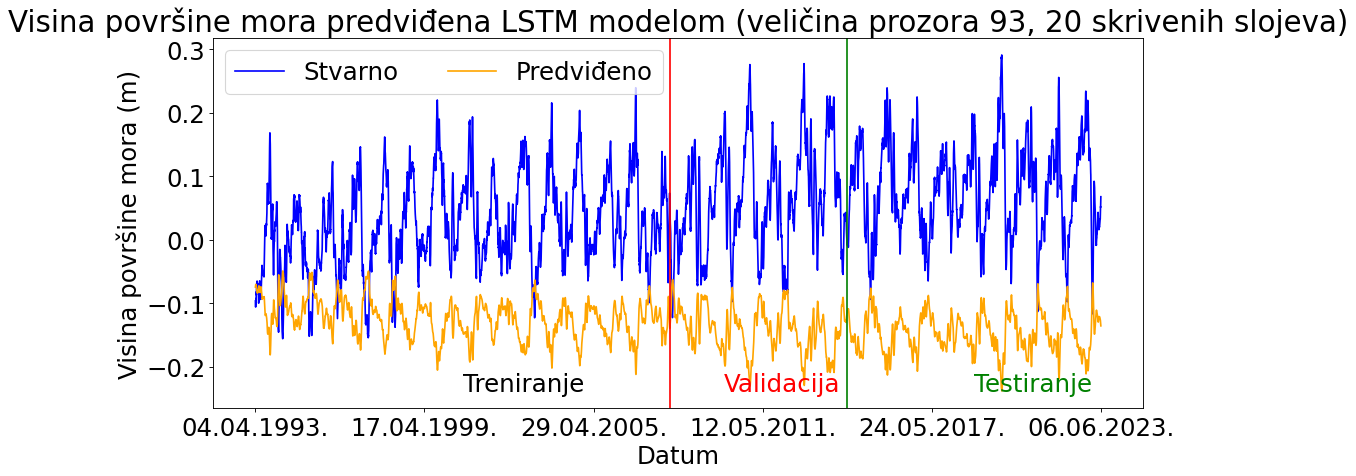 Visina površine mora predviđena LSTM modelom (veličina prozora 93, 20 skrivenih slojeva)
Stvarno Predviđeno
Visina površine mora (m)
0.3
0.2
0.1
0.0
−0.1
−0.2
Treniranje Validacija Testiranje
04.04.1993. 17.04.1999. 29.04.2005. 12.05.2011. 24.05.2017. 06.06.2023.
Datum